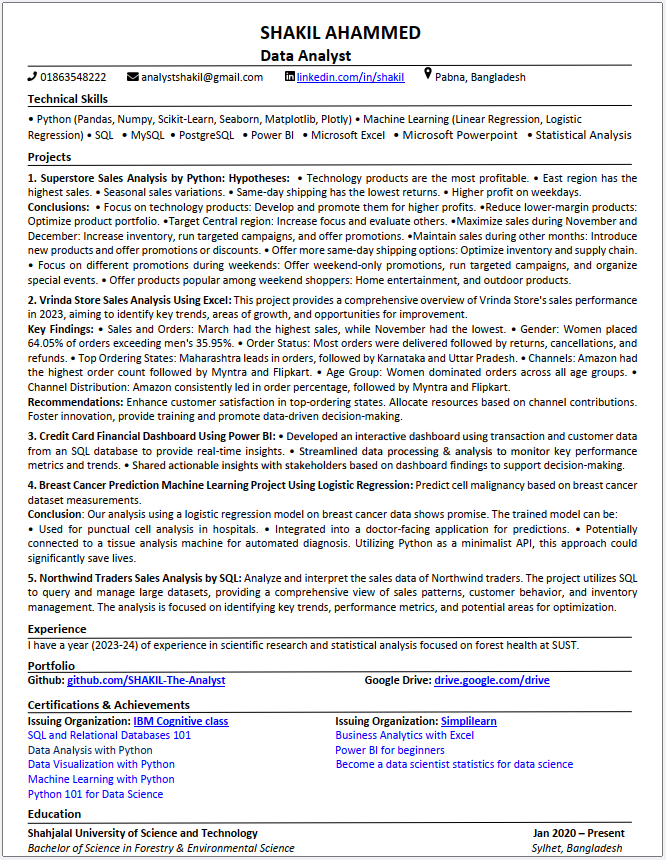 SHAKIL AHAMMED
Data Analyst
01863548222 analystshakil@gmail.com linkedin.com/in/shakil Pabna, Bangladesh
Technical Skills
• Python (Pandas, Numpy, Scikit-Learn, Seaborn, Matplotlib, Plotly) • Machine Learning (Linear Regression, Logistic
Regression) • SQL • MySQL • PostgreSQL • Power BI • Microsoft Excel • Microsoft Powerpoint • Statistical Analysis
Projects
1. Superstore Sales Analysis by Python: Hypotheses: • Technology products are the most profitable. • East region has the
highest sales. • Seasonal sales variations. • Same-day shipping has the lowest returns. • Higher profit on weekdays.
Conclusions: • Focus on technology products: Develop and promote them for higher profits. •Reduce lower-margin products:
Optimize product portfolio. •Target Central region: Increase focus and evaluate others. •Maximize sales during November and
December: Increase inventory, run targeted campaigns, and offer promotions. •Maintain sales during other months: Introduce
new products and offer promotions or discounts. • Offer more same-day shipping options: Optimize inventory and supply chain.
• Focus on different promotions during weekends: Offer weekend-only promotions, run targeted campaigns, and organize
special events. • Offer products popular among weekend shoppers: Home entertainment, and outdoor products.
2. Vrinda Store Sales Analysis Using Excel: This project provides a comprehensive overview of Vrinda Store's sales performance
in 2023, aiming to identify key trends, areas of growth, and opportunities for improvement.
Key Findings: • Sales and Orders: March had the highest sales, while November had the lowest. • Gender: Women placed
64.05% of orders exceeding men's 35.95%. • Order Status: Most orders were delivered followed by returns, cancellations, and
refunds. • Top Ordering States: Maharashtra leads in orders, followed by Karnataka and Uttar Pradesh. • Channels: Amazon had
the highest order count followed by Myntra and Flipkart. • Age Group: Women dominated orders across all age groups. •
Channel Distribution: Amazon consistently led in order percentage, followed by Myntra and Flipkart.
Recommendations: Enhance customer satisfaction in top-ordering states. Allocate resources based on channel contributions.
Foster innovation, provide training and promote data-driven decision-making.
3. Credit Card Financial Dashboard Using Power BI: • Developed an interactive dashboard using transaction and customer data
from an SQL database to provide real-time insights. • Streamlined data processing & analysis to monitor key performance
metrics and trends. • Shared actionable insights with stakeholders based on dashboard findings to support decision-making.
4. Breast Cancer Prediction Machine Learning Project Using Logistic Regression: Predict cell malignancy based on breast cancer
dataset measurements.
Conclusion: Our analysis using a logistic regression model on breast cancer data shows promise. The trained model can be:
• Used for punctual cell analysis in hospitals. • Integrated into a doctor-facing application for predictions. • Potentially
connected to a tissue analysis machine for automated diagnosis. Utilizing Python as a minimalist API, this approach could
significantly save lives.
5. Northwind Traders Sales Analysis by SQL: Analyze and interpret the sales data of Northwind traders. The project utilizes SQL
to query and manage large datasets, providing a comprehensive view of sales patterns, customer behavior, and inventory
management. The analysis is focused on identifying key trends, performance metrics, and potential areas for optimization.
Experience
I have a year (2023-24) of experience in scientific research and statistical analysis focused on forest health at SUST.
Portfolio
Github: github.com/SHAKIL-The-Analyst Google Drive: drive.google.com/drive
Certifications & Achievements
Issuing Organization: IBM Cognitive class Issuing Organization: Simplilearn
SQL and Relational Databases 101 Business Analytics with Excel
Data Analysis with Python Power BI for beginners
Data Visualization with Python Become a data scientist statistics for data science
Machine Learning with Python
Python 101 for Data Science
Education
Shahjalal University of Science and Technology Jan 2020 – Present
Bachelor of Science in Forestry & Environmental Science Sylhet, Bangladesh